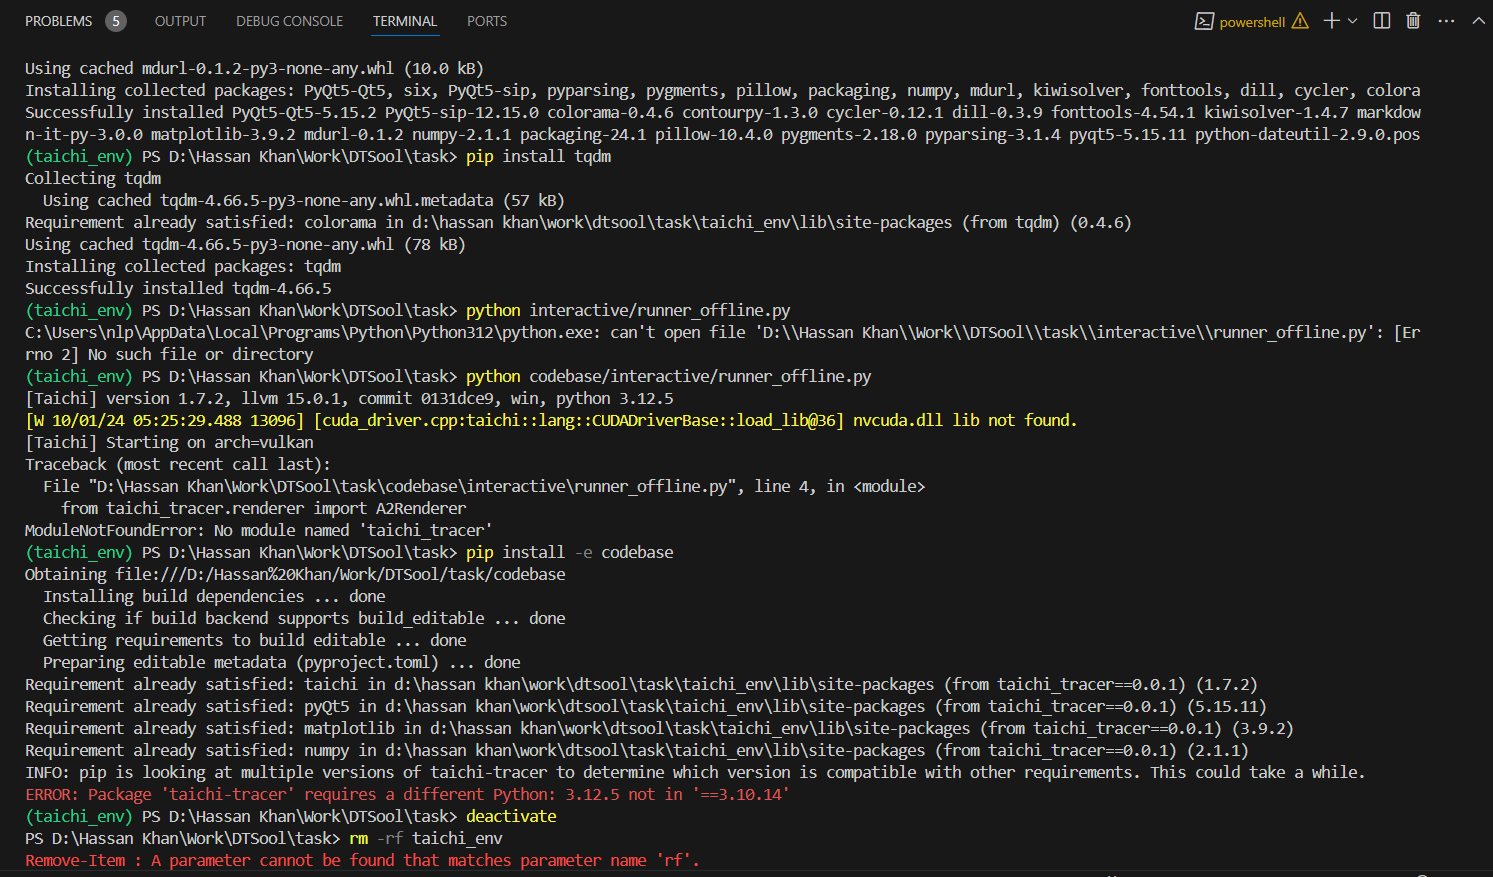 PROBLEMS 5 OUTPUT DEBUG CONSOLE TERMINAL PORTS powershell
Using cached mdurl-0.1.2-py3-none-any.whl (10.0 kB)
Installing collected packages: PyQt5-Qt5, six, PyQt5-sip, pyparsing, pygments, pillow, packaging, numpy, mdurl, kiwisolver, fonttools, dill, cycler, colora
Successfully installed PyQt5-Qt5-5.15.2 PyQt5-sip-12.15.0 colorama-0.4.6 contourpy-1.3.0 cycler-0.12.1 dill-0.3.9 fonttools-4.54.1 kiwisolver-1.4.7 markdow
n-it-py-3.0.0 matplotlib-3.9.2 mdurl-0.1.2 numpy-2.1.1 packaging-24.1 pillow-10.4.0 pygments-2.18.0 pyparsing-3.1.4 pyqt5-5.15.11 python-dateutil-2.9.0.pos
(taichi_env) PS D:\Hassan Khan\Work\DTSool\task> pip install tqdm
Collecting tqdm
  Using cached tqdm-4.66.5-py3-none-any.whl.metadata (57 kB)
Requirement already satisfied: colorama in d:\hassan khan\work\dtsool\task\taichi_env\lib\site-packages (from tqdm) (0.4.6)
Using cached tqdm-4.66.5-py3-none-any.whl (78 kB)
Installing collected packages: tqdm
Successfully installed tqdm-4.66.5
(taichi_env) PS D:\Hassan Khan\Work\DTSool\task> python interactive/runner_offline.py
C:\Users\nlp\AppData\Local\Programs\Python\Python312\python.exe: can't open file 'D:\\Hassan Khan\\Work\\DTSool\\task\\interactive\\runner_offline.py': [Er
rno 2] No such file or directory
(taichi_env) PS D:\Hassan Khan\Work\DTSool\task> python codebase/interactive/runner_offline.py
[Taichi] version 1.7.2, llvm 15.0.1, commit 0131dce9, win, python 3.12.5
[W 10/01/24 05:25:29.488 13096] [cuda_driver.cpp:taichi::lang::CUDADriverBase::load_lib@36] nvcuda.dll lib not found.
[Taichi] Starting on arch=vulkan
Traceback (most recent call last):
  File "D:\Hassan Khan\Work\DTSool\task\codebase\interactive\runner_offline.py", line 4, in <module>
    from taichi_tracer.renderer import A2Renderer
ModuleNotFoundError: No module named 'taichi_tracer'
(taichi_env) PS D:\Hassan Khan\Work\DTSool\task> pip install -e codebase
Obtaining file:///D:/Hassan%20Khan/Work/DTSool/task/codebase
  Installing build dependencies ... done
  Checking if build backend supports build_editable ... done
  Getting requirements to build editable ... done
  Preparing editable metadata (pyproject.toml) ... done
Requirement already satisfied: taichi in d:\hassan khan\work\dtsool\task\taichi_env\lib\site-packages (from taichi_tracer==0.0.1) (1.7.2)
Requirement already satisfied: pyQt5 in d:\hassan khan\work\dtsool\task\taichi_env\lib\site-packages (from taichi_tracer==0.0.1) (5.15.11)
Requirement already satisfied: matplotlib in d:\hassan khan\work\dtsool\task\taichi_env\lib\site-packages (from taichi_tracer==0.0.1) (3.9.2)
Requirement already satisfied: numpy in d:\hassan khan\work\dtsool\task\taichi_env\lib\site-packages (from taichi_tracer==0.0.1) (2.1.1)
INFO: pip is looking at multiple versions of taichi-tracer to determine which version is compatible with other requirements. This could take a while.
ERROR: Package 'taichi-tracer' requires a different Python: 3.12.5 not in '==3.10.14'
(taichi_env) PS D:\Hassan Khan\Work\DTSool\task> deactivate
PS D:\Hassan Khan\Work\DTSool\task> rm -rf taichi_env
Remove-Item : A parameter cannot be found that matches parameter name 'rf'.